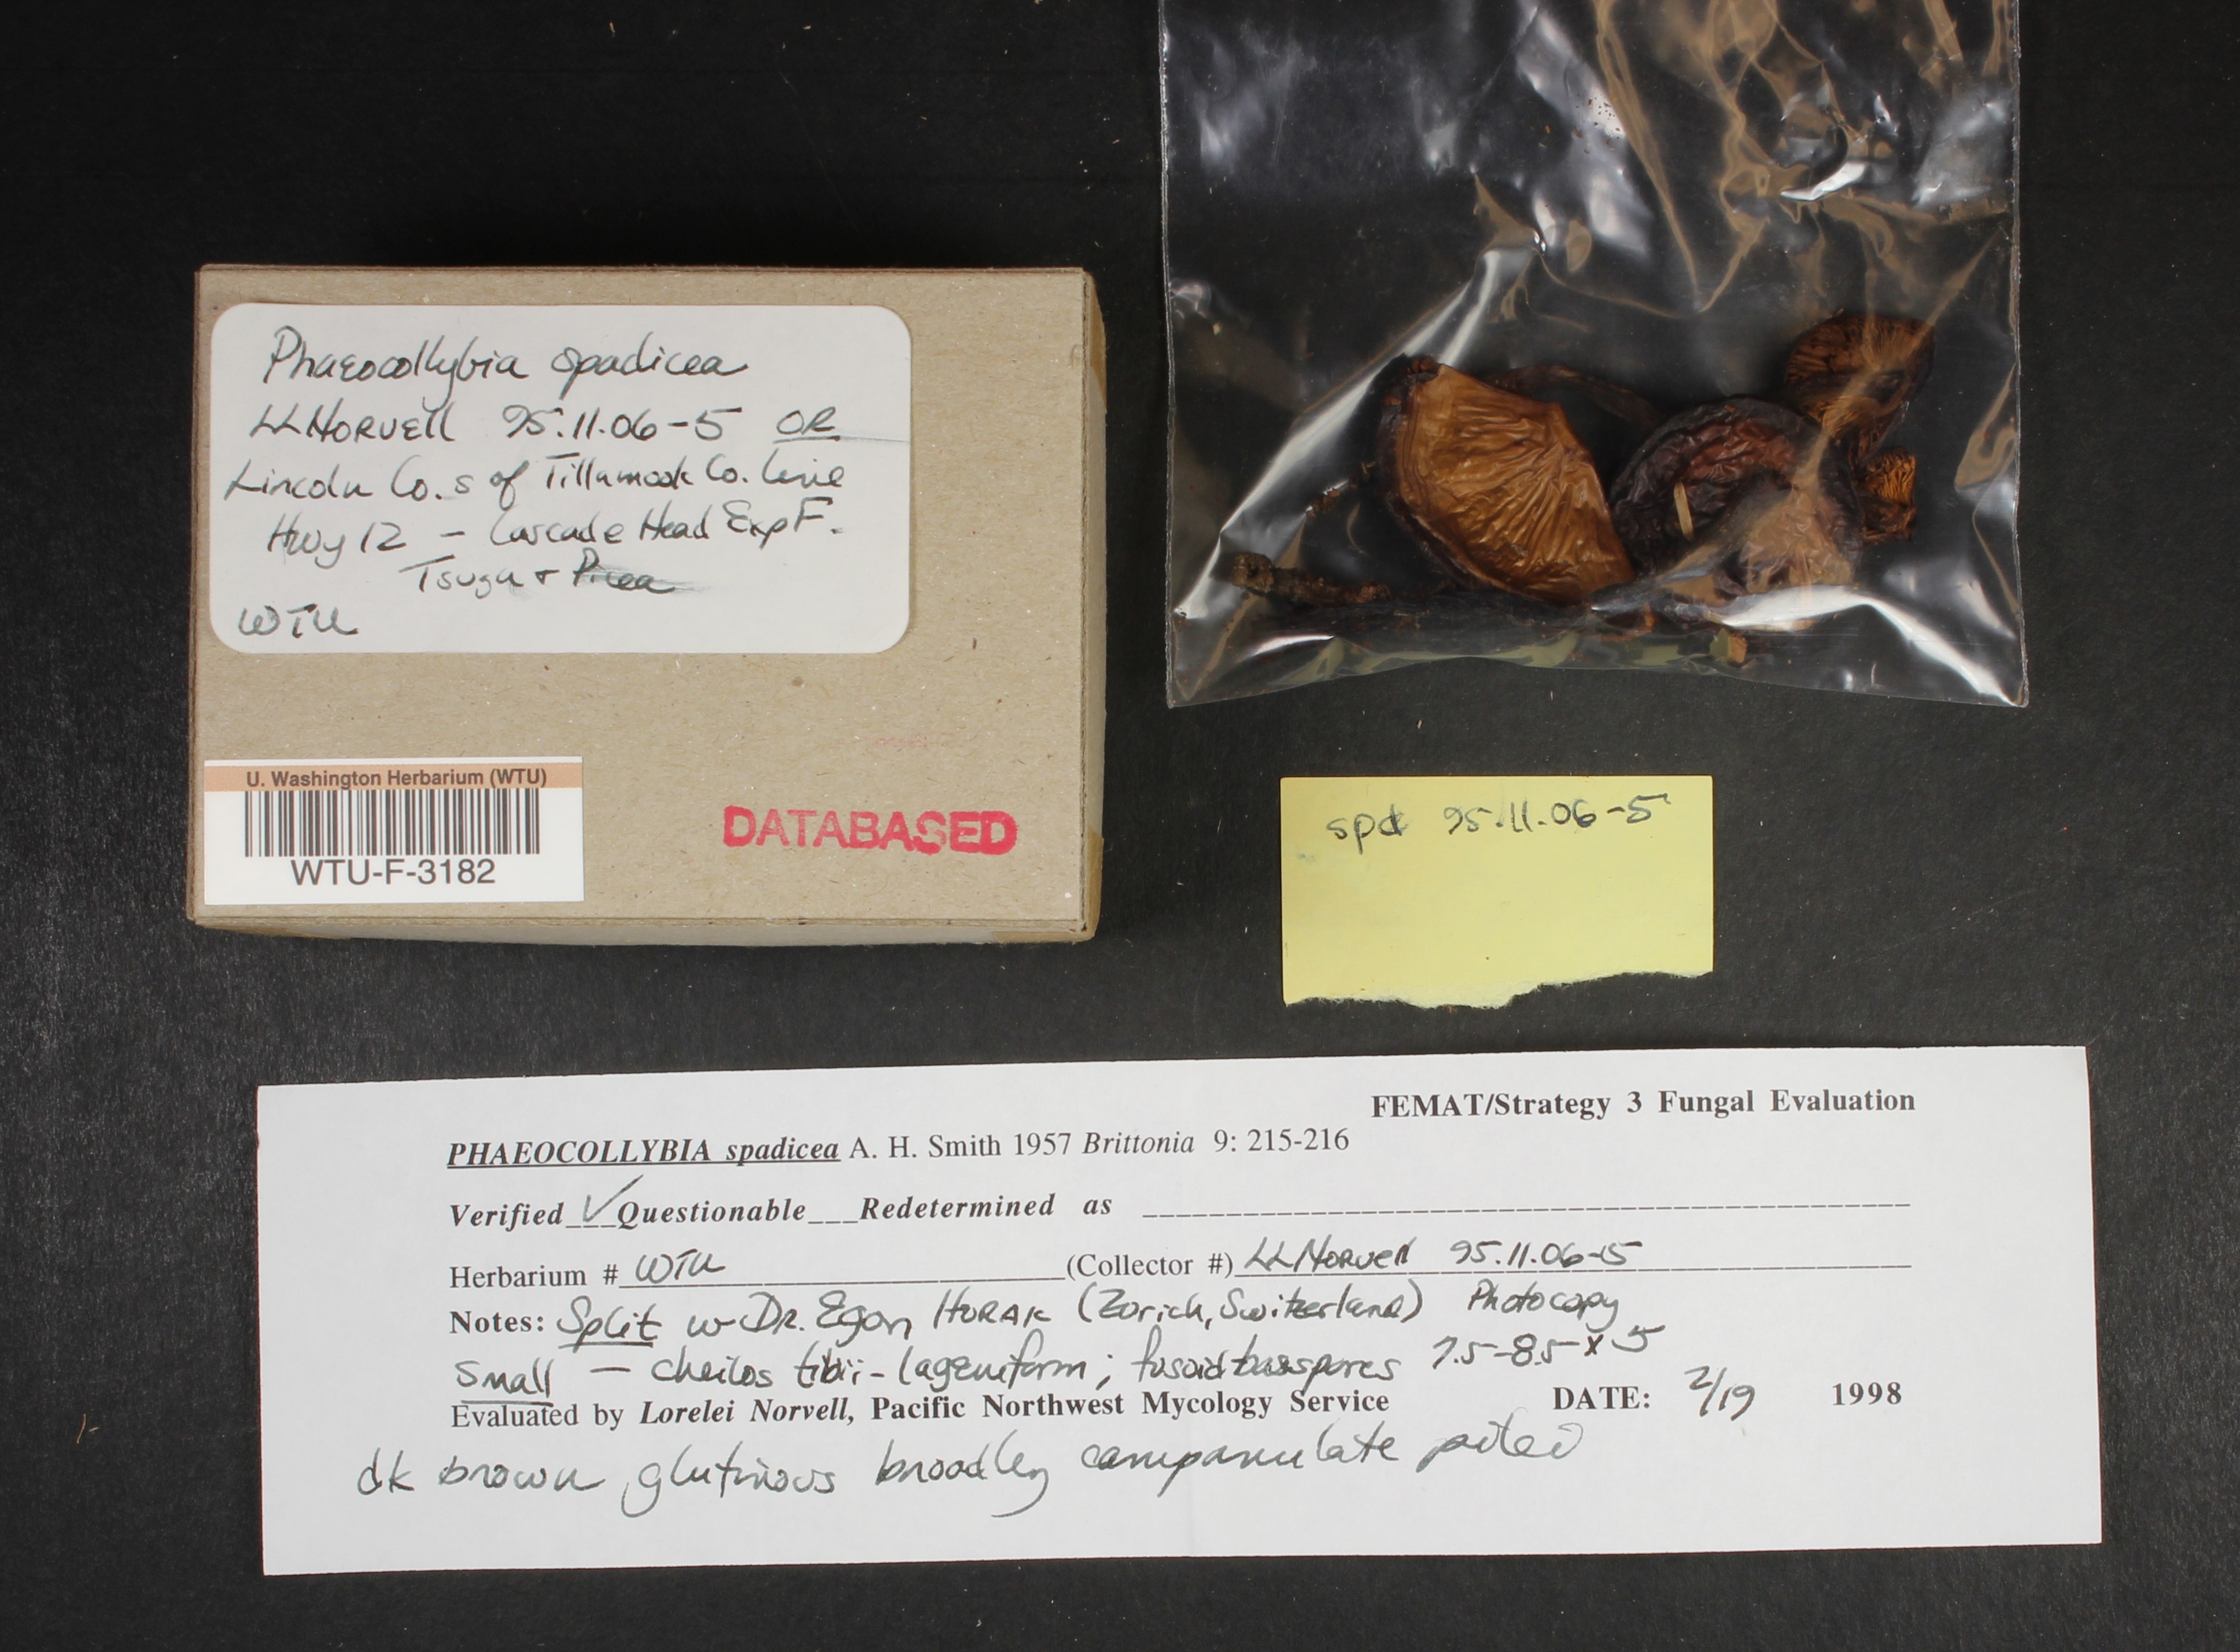 Phaeocollybia spadicea
LLNORVEll 95.11.06-5 OR
Lincoln Co. s of Tillamook Co. line
Hwy 12 - Cascade Head Exp F.
Tsuga + Picea
WTU
U. Washington Herbarium (WTU)
WTU-F-3182
DATABASED
spd 95.11.06-5
FEMAT/Strategy 3 Fungal Evaluation
PHAEOCOLLYBIA spadicea A. H. Smith 1957 Brittonia 9: 215-216
Verified ✓ Questionable___Redetermined as
Herbarium # WTU (Collector #) LLNORVEll 95.11.06-5
Notes: Split w DR. Egon HORAK (Zurich, Switzerland) Photocopy
Small — cheilos tibii-lageniform; fusoid basspores 7.5-8.5 x 5
Evaluated by Lorelei Norvell, Pacific Northwest Mycology Service DATE: 2/19 1998
dk brown glutinous broadly campanulate pilei